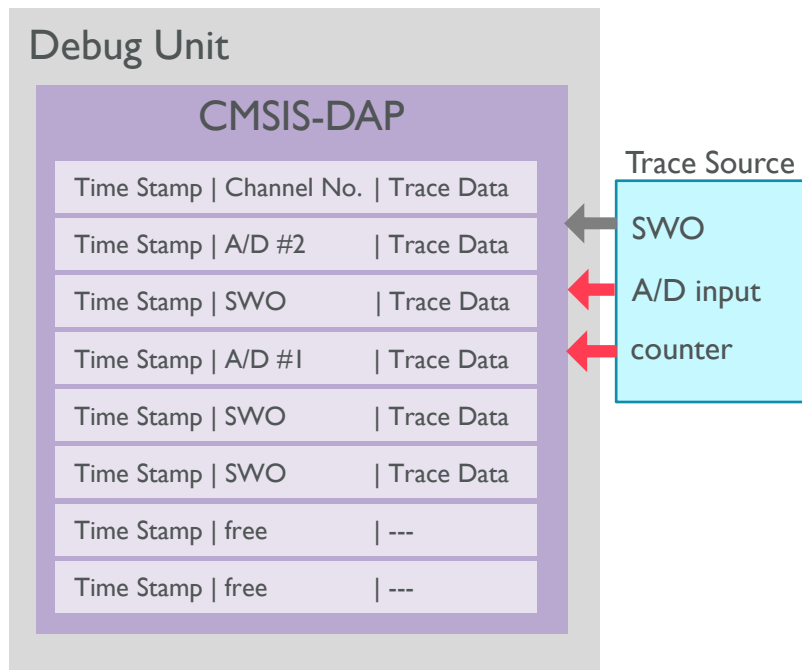 Debug Unit
CMSIS-DAP
Time Stamp | Channel No. | Trace Data
Time Stamp | A/D #2 | Trace Data
Time Stamp | SWO | Trace Data
Time Stamp | A/D #1 | Trace Data
Time Stamp | SWO | Trace Data
Time Stamp | SWO | Trace Data
Time Stamp | free | ---
Time Stamp | free | ---
Trace Source
SWO
A/D input
counter